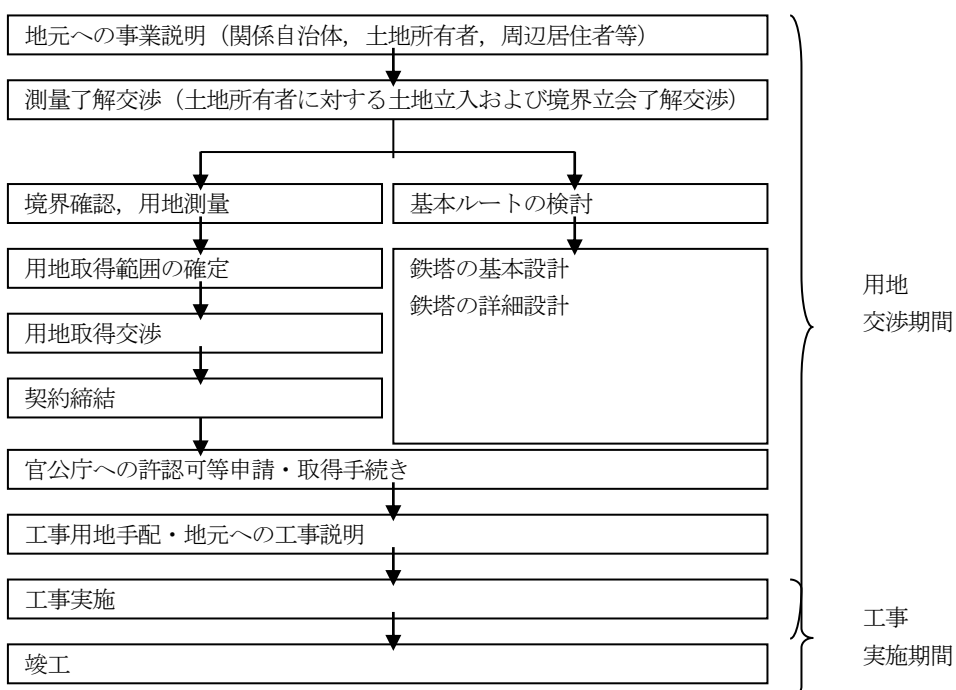 地元への事業説明（関係自治体，土地所有者，周辺居住者等）
測量了解交渉（土地所有者に対する土地立入および境界立会了解交渉）
境界確認，用地測量
基本ルートの検討
用地取得範囲の確定
鉄塔の基本設計
鉄塔の詳細設計
用地取得交渉
契約締結
官公庁への許認可等申請・取得手続き
工事用地手配・地元への工事説明
工事実施
竣工
用地
交渉期間
工事
実施期間